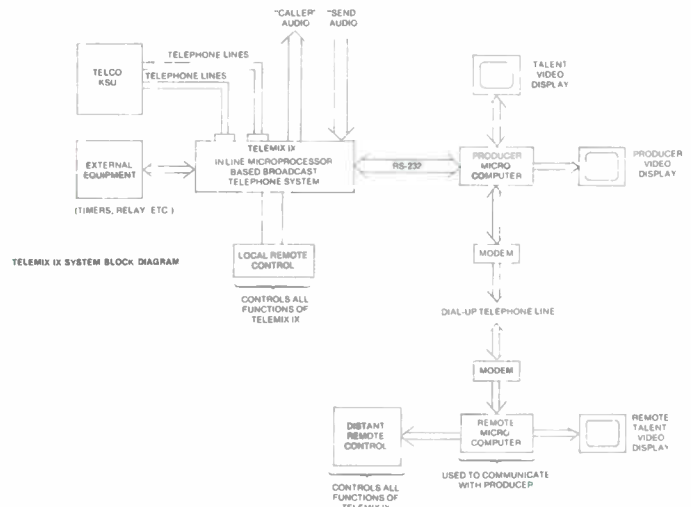 "CALLER" AUDIO
"SEND AUDIO
TELEPHONE LINES
TELEPHONE LINES
TELCO
KSU
TALENT
VIDEO
DISPLAY
TELEMIX IX
IN LINE MICROPROCESSOR
BASED BROADCAST
TELEPHONE SYSTEM
EXTERNAL
EQUIPMENT
(TIMERS, RELAY ETC)
RS-232
PRODUCER
MICRO
COMPUTER
PRODUCER
VIDEO
DISPLAY
TELEMIX IX SYSTEM BLOCK DIAGRAM
LOCAL REMOTE
CONTROL
CONTROLS ALL
FUNCTIONS OF
TELEMIX IX
MODEM
DIAL-UP TELEPHONE LINE
MODEM
DISTANT
REMOTE
CONTROL
REMOTE
MICRO
COMPUTER
REMOTE
TALENT
VIDEO
DISPLAY
USED TO COMMUNICATE
WITH PRODUCER
CONTROLS ALL
FUNCTIONS OF
TELEMIX IX